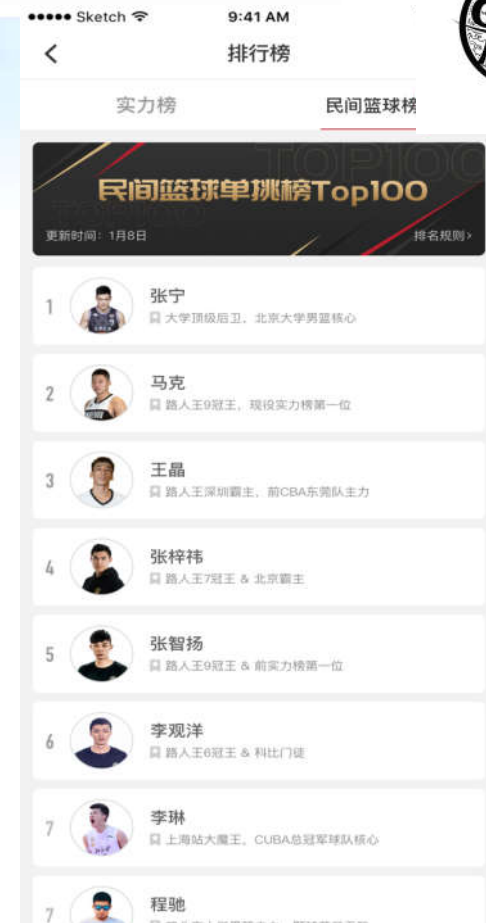 Sketch
9:41 AM
排行榜
实力榜
民间篮球榜
TOP100
民间篮球单挑榜Top100
更新时间：1月8日
排名规则
1
张宁
大学顶级后卫、北京大学男篮核心
2
马克
路人王9冠王，现役实力榜第一位
3
王晶
路人王深圳霸主、前CBA东莞队主力
4
张梓祎
路人王7冠王 & 北京霸主
5
张智扬
路人王9冠王 & 前实力榜第一位
6
李观洋
路人王6冠王 & 科比门徒
7
李琳
上海站大魔王、CUBA总冠军球队核心
7
程驰